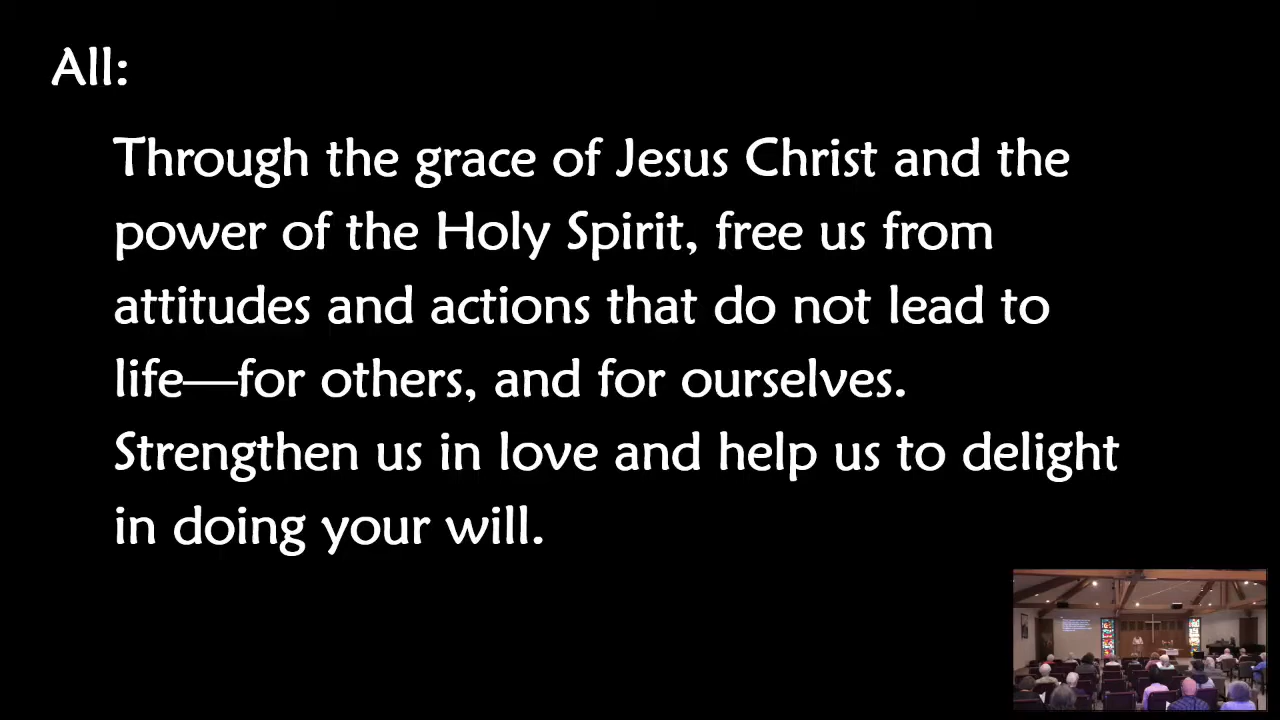 All:
Through the grace of Jesus Christ and the
power of the Holy Spirit, free us from
attitudes and actions that do not lead to
life—for others, and for ourselves.
Strengthen us in love and help us to delight
in doing your will.